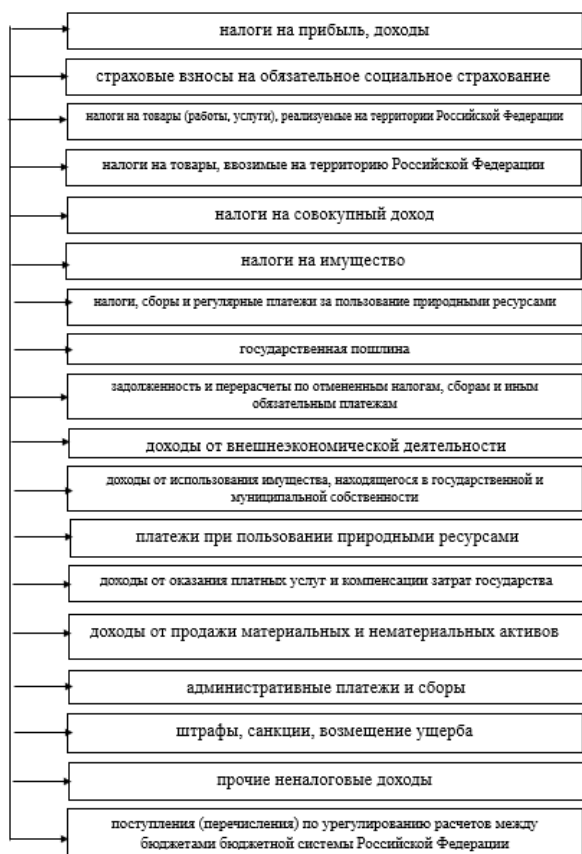 налоги на прибыль, доходы
страховые взносы на обязательное социальное страхование
налоги на товары (работы, услуги), реализуемые на территории Российской Федерации
налоги на товары, ввозимые на территорию Российской Федерации
налоги на совокупный доход
налоги на имущество
налоги, сборы и регулярные платежи за пользование природными ресурсами
государственная пошлина
задолженность и перерасчеты по отмененным налогам, сборам и иным
обязательным платежам
доходы от внешнеэкономической деятельности
доходы от использования имущества, находящегося в государственной и
муниципальной собственности
платежи при пользовании природными ресурсами
доходы от оказания платных услуг и компенсации затрат государства
доходы от продажи материальных и нематериальных активов
административные платежи и сборы
штрафы, санкции, возмещение ущерба
прочие неналоговые доходы
поступления (перечисления) по урегулированию расчетов между
бюджетами бюджетной системы Российской Федерации